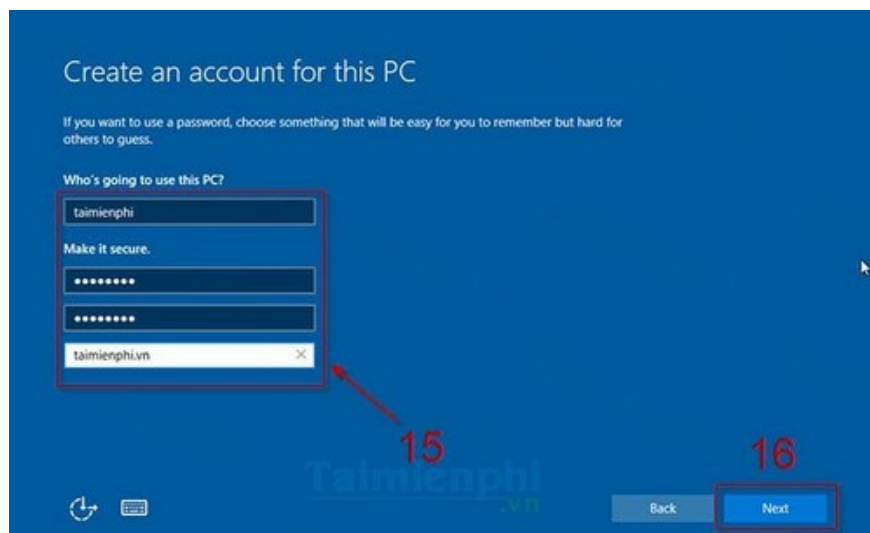 Create an account for this PC
If you want to use a password, choose something that will be easy for you to remember but hard for
others to guess.
Who's going to use this PC?
taimienphi
Make it secure.
••••••••
••••••••
taimienphi.vn
15
16
Taimienphi
.vn
Back
Next